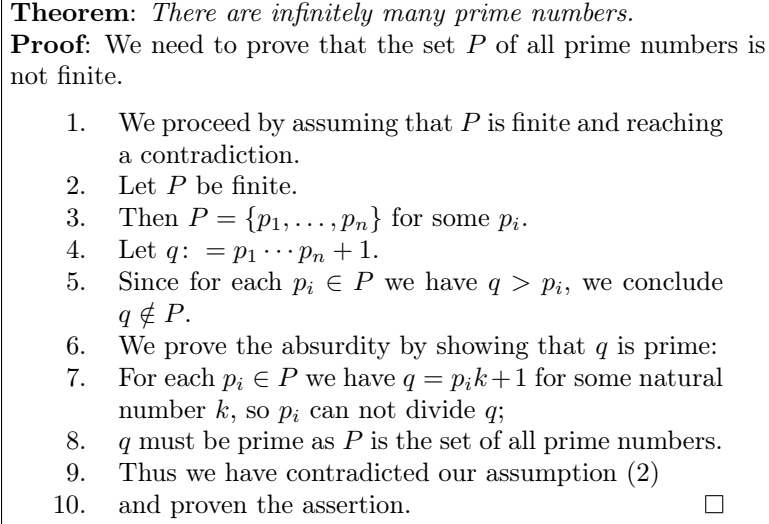 Theorem: There are infinitely many prime numbers.
Proof: We need to prove that the set P of all prime numbers is
not finite.
1. We proceed by assuming that P is finite and reaching
a contradiction.
2. Let P be finite.
3. Then P = {p₁, . . . , pₙ} for some pᵢ.
4. Let q: = p₁ · · · pₙ + 1.
5. Since for each pᵢ ∈ P we have q > pᵢ, we conclude
q ∉ P.
6. We prove the absurdity by showing that q is prime:
7. For each pᵢ ∈ P we have q = pᵢk+1 for some natural
number k, so pᵢ can not divide q;
8. q must be prime as P is the set of all prime numbers.
9. Thus we have contradicted our assumption (2)
10. and proven the assertion. □